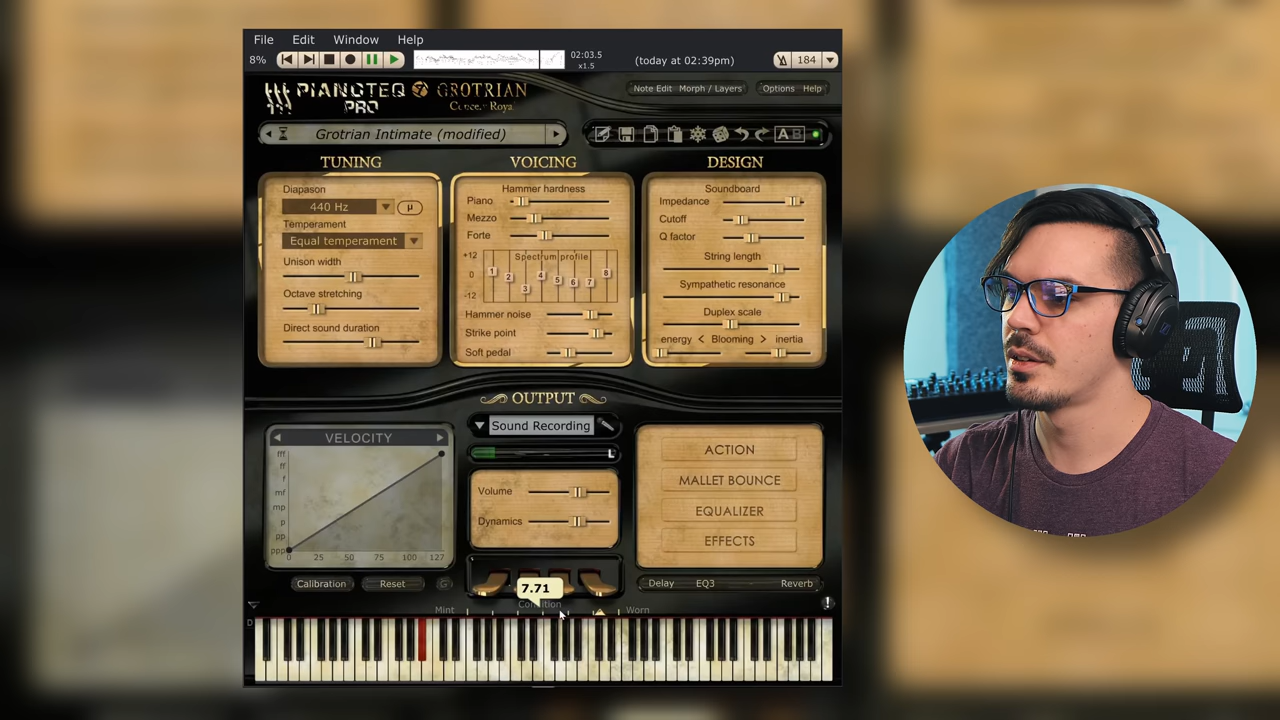 File Edit Window Help
8% 02:03.5 x1.5 (today at 02:39pm) 184
PIANOTEQ PRO 7 GROTRIAN
Concert Royal
Note Edit Morph / Layers Options Help
Grotrian Intimate (modified) A B
TUNING
Diapason
440 Hz µ
Temperament
Equal temperament
Unison width
Octave stretching
Direct sound duration
VOICING
Hammer hardness
Piano
Mezzo
Forte
Spectrum profile
+12
0
-12
1 2 3 4 5 6 7 8
Hammer noise
Strike point
Soft pedal
DESIGN
Soundboard
Impedance
Cutoff
Q factor
String length
Sympathetic resonance
Duplex scale
energy < Blooming > inertia
OUTPUT
VELOCITY
fff
ff
f
mf
mp
p
pp
ppp
0 25 50 75 100 127
Calibration Reset
Sound Recording
L
Volume
Dynamics
ACTION
MALLET BOUNCE
EQUALIZER
EFFECTS
Delay EQ3 Reverb
7.71
Mint Condition Worn !
D